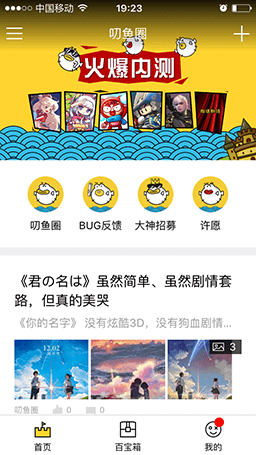 中国移动
19:23
叨鱼圈
火爆内测
叨鱼圈
BUG反馈
大神招募
许愿
《君の名は》虽然简单、虽然剧情套
路，但真的美哭
《你的名字》 没有炫酷3D，没有狗血剧情...
12.02
3
叨鱼圈
0
0
首页
百宝箱
我的